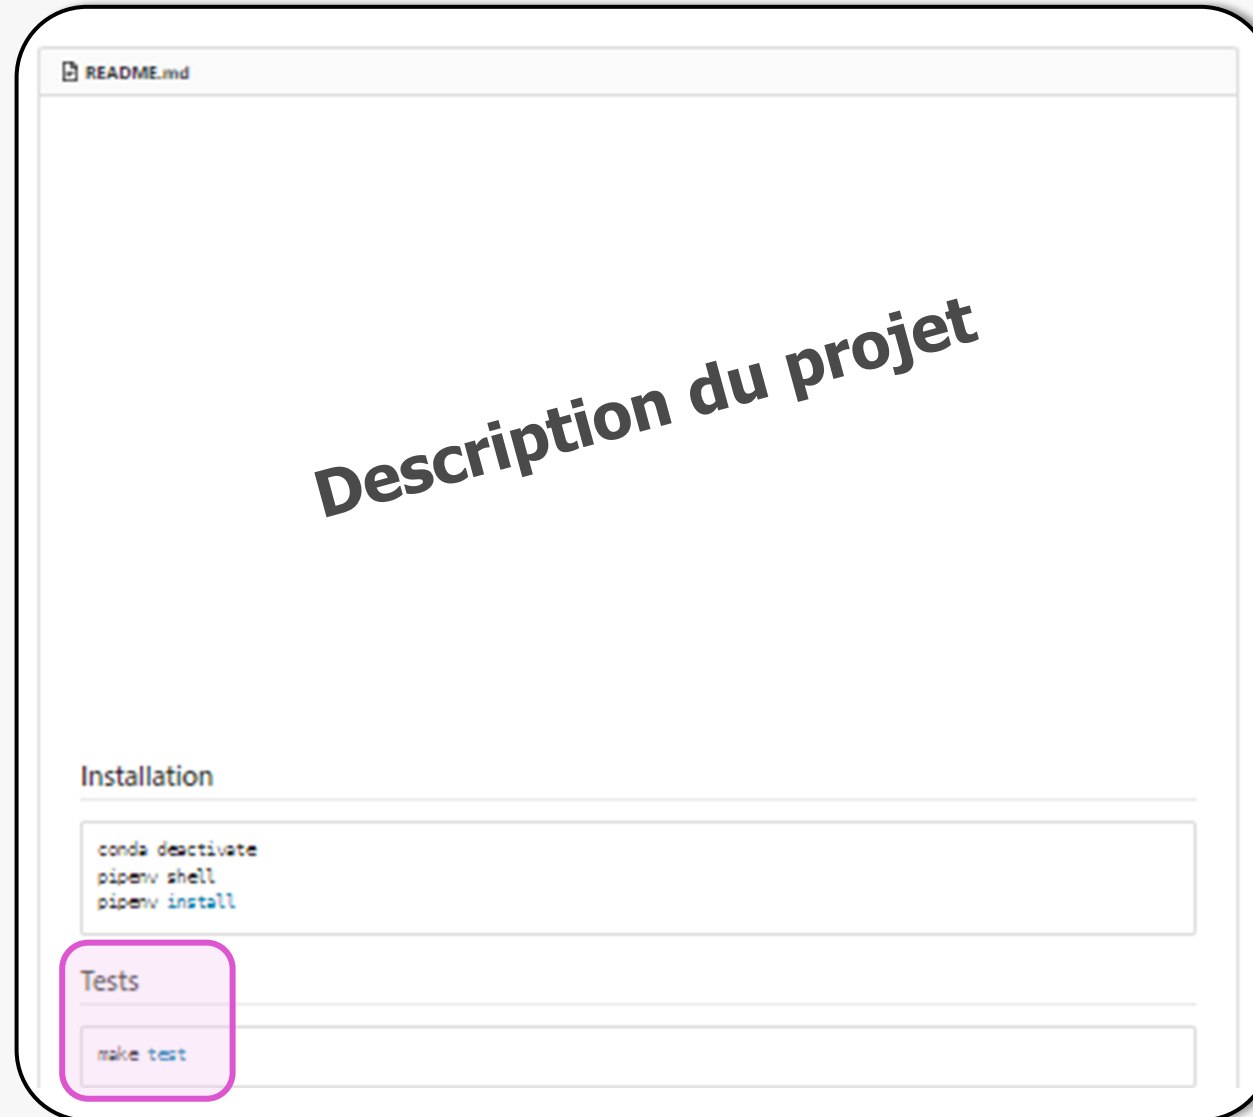 README.md
Description du projet
Installation
conda deactivate
pipenv shell
pipenv install
Tests
make test